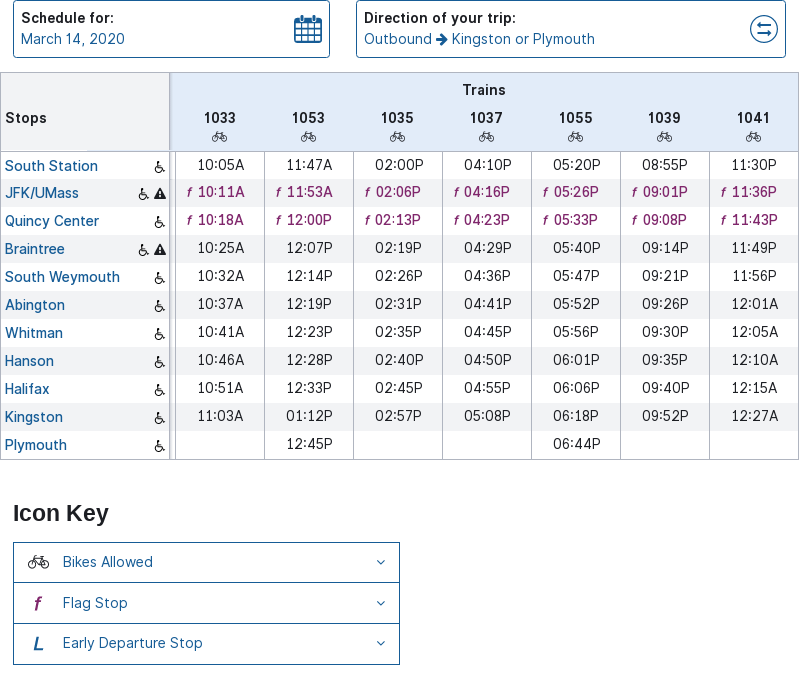 Schedule for:
March 14, 2020
Direction of your trip:
Outbound → Kingston or Plymouth
Trains
Stops 1033 1053 1035 1037 1055 1039 1041
South Station 10:05A 11:47A 02:00P 04:10P 05:20P 08:55P 11:30P
JFK/UMass f 10:11A f 11:53A f 02:06P f 04:16P f 05:26P f 09:01P f 11:36P
Quincy Center f 10:18A f 12:00P f 02:13P f 04:23P f 05:33P f 09:08P f 11:43P
Braintree 10:25A 12:07P 02:19P 04:29P 05:40P 09:14P 11:49P
South Weymouth 10:32A 12:14P 02:26P 04:36P 05:47P 09:21P 11:56P
Abington 10:37A 12:19P 02:31P 04:41P 05:52P 09:26P 12:01A
Whitman 10:41A 12:23P 02:35P 04:45P 05:56P 09:30P 12:05A
Hanson 10:46A 12:28P 02:40P 04:50P 06:01P 09:35P 12:10A
Halifax 10:51A 12:33P 02:45P 04:55P 06:06P 09:40P 12:15A
Kingston 11:03A 01:12P 02:57P 05:08P 06:18P 09:52P 12:27A
Plymouth 12:45P 06:44P
Icon Key
Bikes Allowed
f Flag Stop
L Early Departure Stop